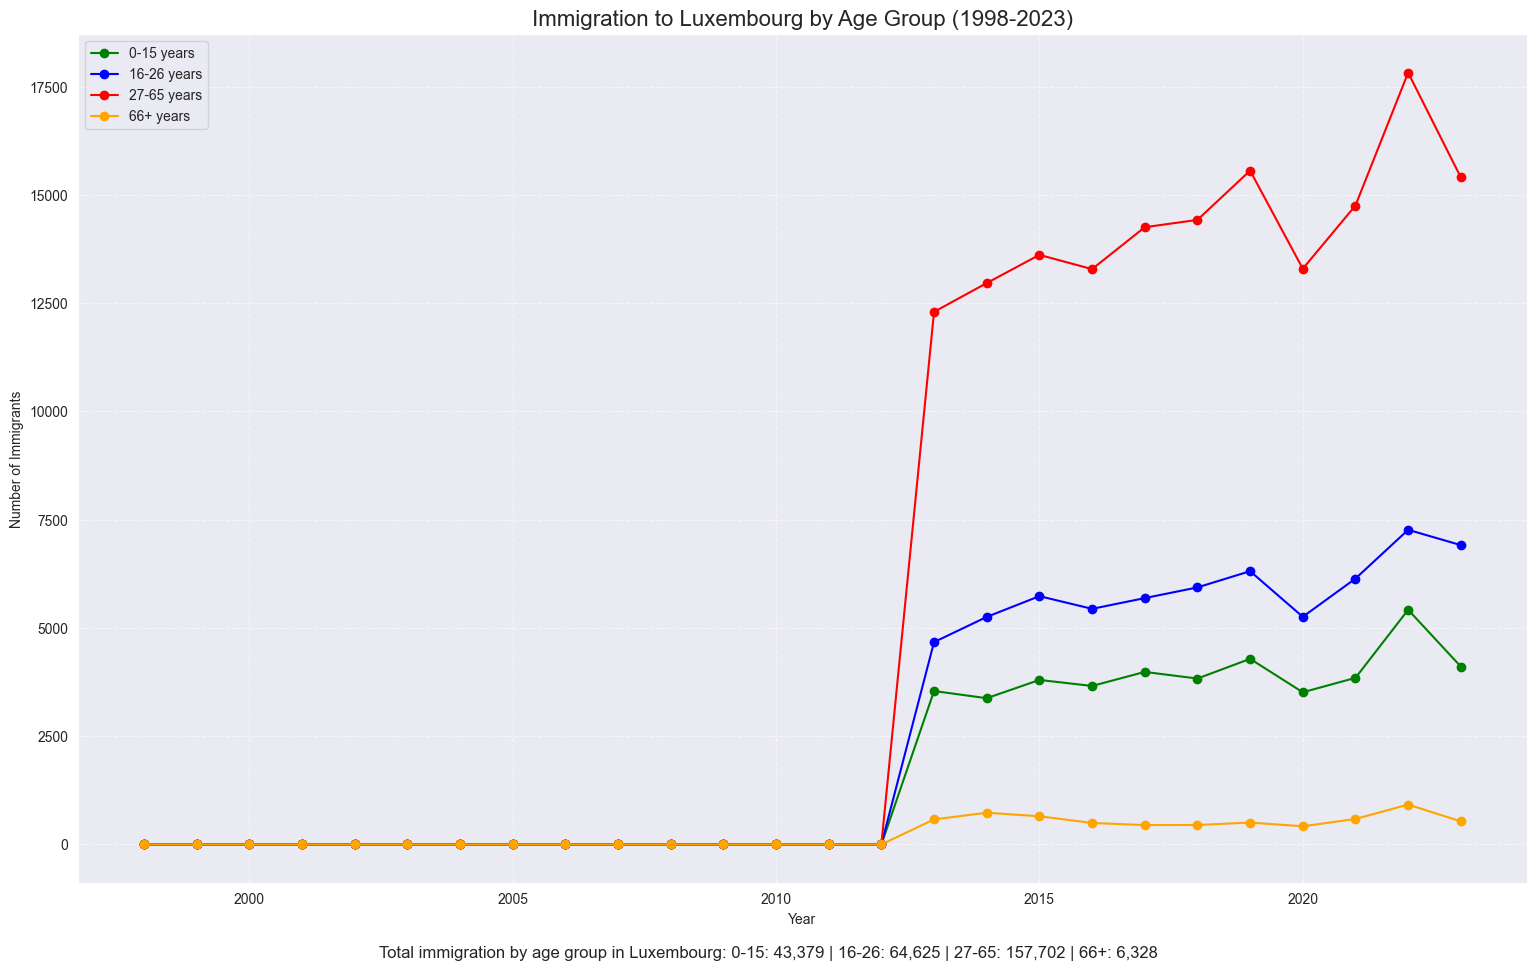 Immigration to Luxembourg by Age Group (1998-2023)
0-15 years
16-26 years
27-65 years
66+ years
17500
15000
12500
10000
7500
5000
2500
0
Number of Immigrants
2000
2005
2010
2015
2020
Year
Total immigration by age group in Luxembourg: 0-15: 43,379 | 16-26: 64,625 | 27-65: 157,702 | 66+: 6,328